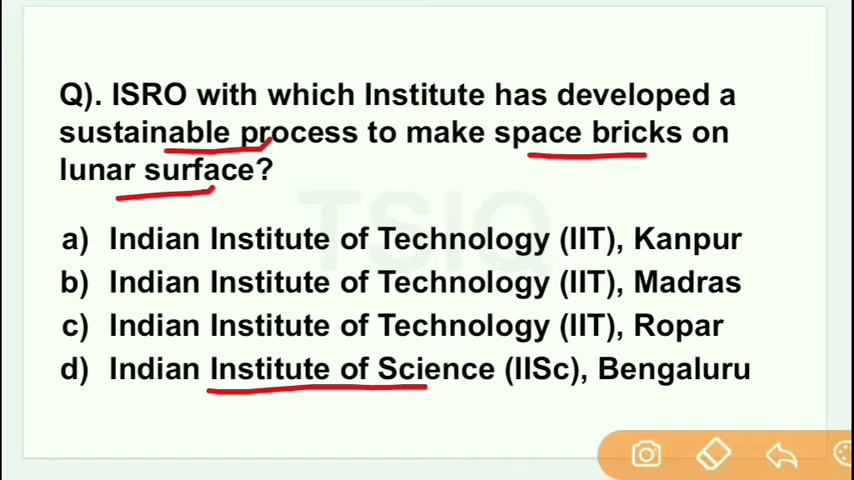 Q). ISRO with which Institute has developed a
sustainable process to make space bricks on
lunar surface?
TSIQ
a) Indian Institute of Technology (IIT), Kanpur
b) Indian Institute of Technology (IIT), Madras
c) Indian Institute of Technology (IIT), Ropar
d) Indian Institute of Science (IISc), Bengaluru